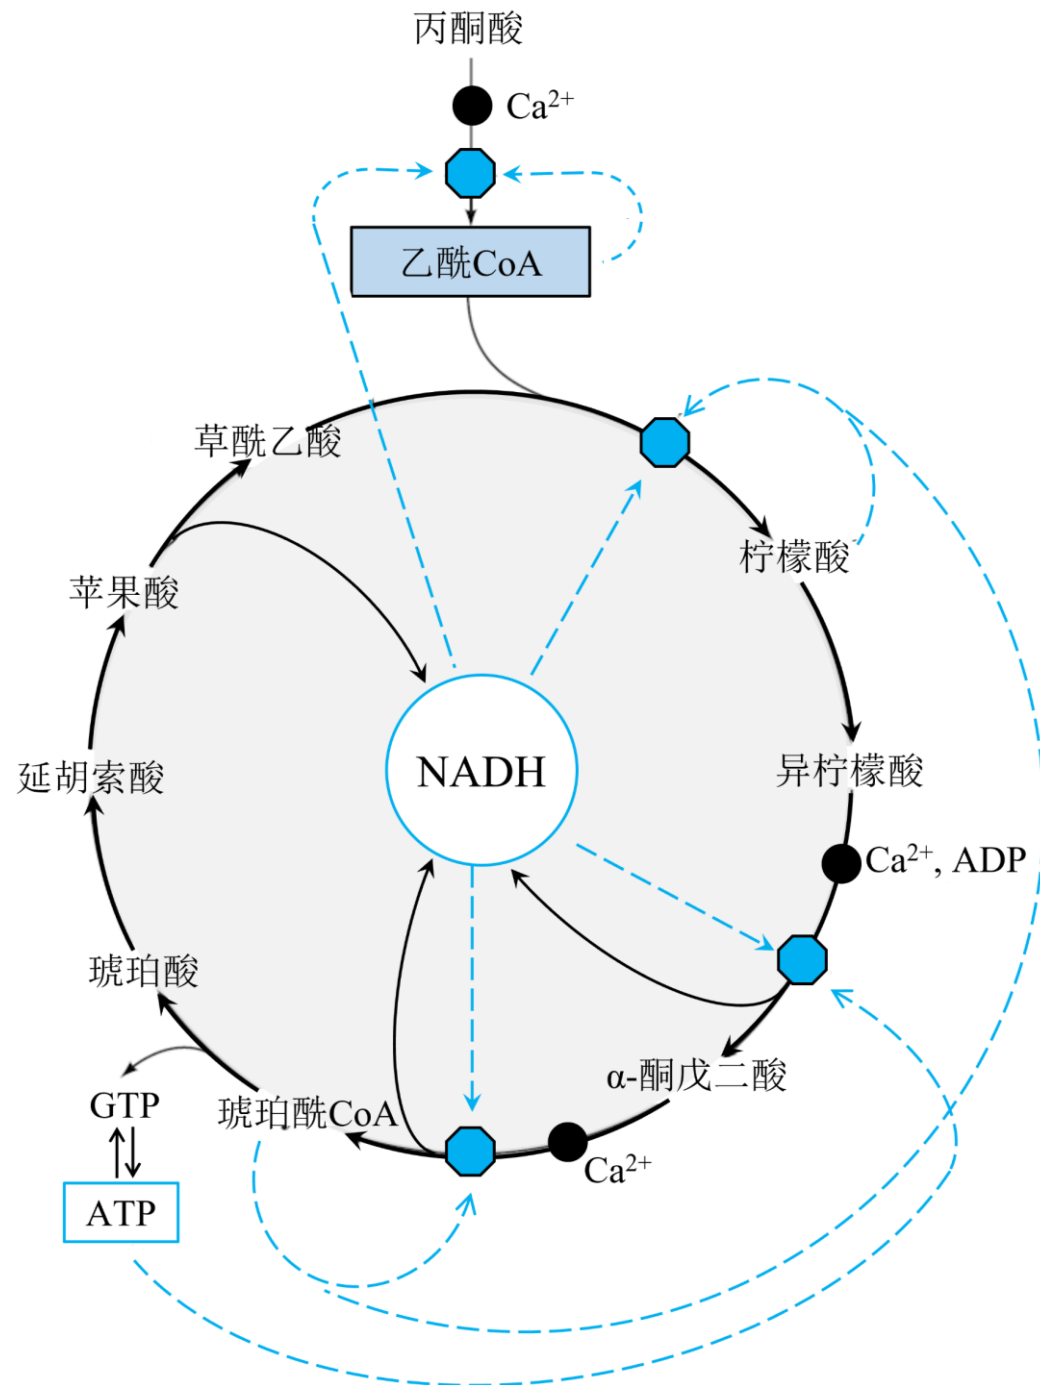 丙酮酸
Ca²⁺
乙酰CoA
草酰乙酸
柠檬酸
苹果酸
NADH
延胡索酸
异柠檬酸
Ca²⁺, ADP
琥珀酸
α-酮戊二酸
GTP
琥珀酰CoA
Ca²⁺
ATP